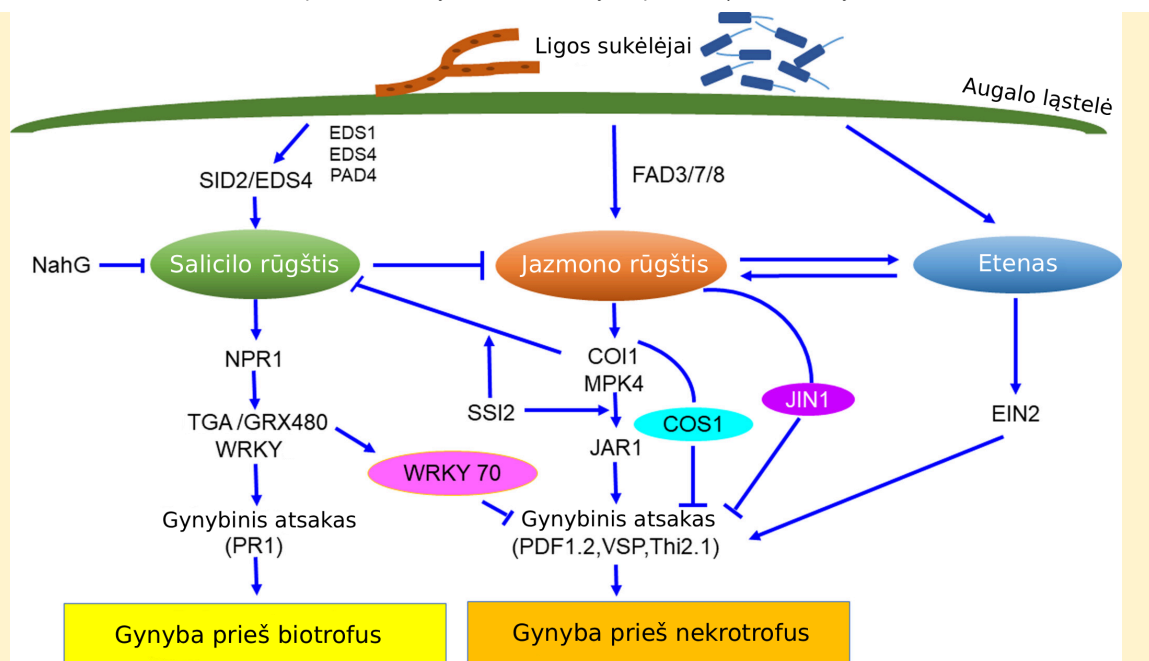 Ligos sukėlėjai
Augalo ląstelė
EDS1
EDS4
PAD4
SID2/EDS4
FAD3/7/8
NahG
Salicilo rūgštis
Jazmono rūgštis
Etenas
NPR1
COI1
MPK4
JIN1
SSI2
COS1
EIN2
TGA /GRX480
WRKY
JAR1
WRKY 70
Gynybinis atsakas
(PR1)
Gynybinis atsakas
(PDF1.2,VSP,Thi2.1)
Gynyba prieš biotrofus
Gynyba prieš nekrotrofus